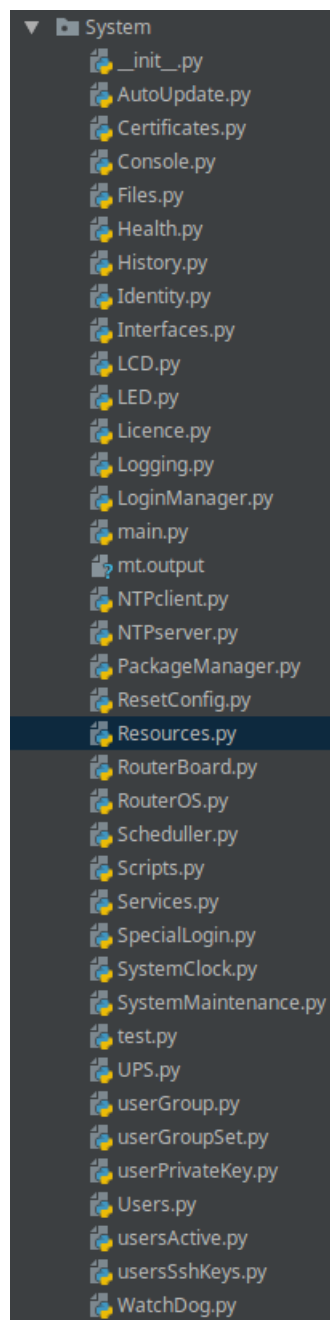 System
__init__.py
AutoUpdate.py
Certificates.py
Console.py
Files.py
Health.py
History.py
Identity.py
Interfaces.py
LCD.py
LED.py
Licence.py
Logging.py
LoginManager.py
main.py
mt.output
NTPclient.py
NTPserver.py
PackageManager.py
ResetConfig.py
Resources.py
RouterBoard.py
RouterOS.py
Scheduller.py
Scripts.py
Services.py
SpecialLogin.py
SystemClock.py
SystemMaintenance.py
test.py
UPS.py
userGroup.py
userGroupSet.py
userPrivateKey.py
Users.py
usersActive.py
usersSshKeys.py
WatchDog.py